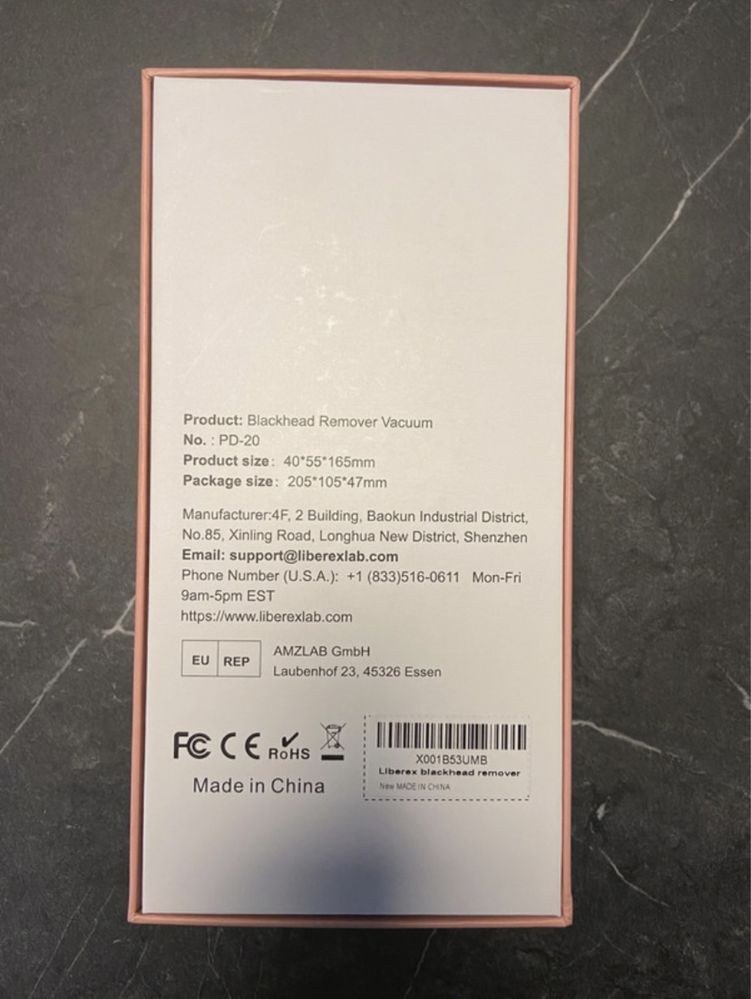 Product: Blackhead Remover Vacuum
No. : PD-20
Product size: 40*55*165mm
Package size: 205*105*47mm
Manufacturer:4F, 2 Building, Baokun Industrial District,
No.85, Xinling Road, Longhua New District, Shenzhen
Email: support@liberexlab.com
Phone Number (U.S.A.): +1 (833)516-0611 Mon-Fri
9am-5pm EST
https://www.liberexlab.com
EU REP
AMZLAB GmbH
Laubenhof 23, 45326 Essen
FC CE RoHS
Made in China
X001B53UMB
Liberex blackhead remover
New MADE IN CHINA